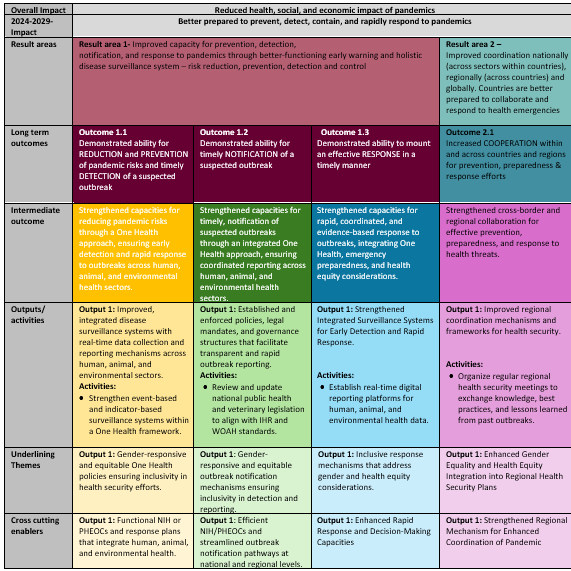 Overall Impact
Reduced health, social, and economic impact of pandemics
2024-2029-
Impact
Better prepared to prevent, detect, contain, and rapidly respond to pandemics
Result areas
Result area 1- Improved capacity for prevention, detection,
notification, and response to pandemics through better-functioning early warning and holistic
disease surveillance system – risk reduction, prevention, detection and control
Result area 2 –
Improved coordination nationally
(across sectors within countries),
regionally (across countries) and
globally. Countries are better
prepared to collaborate and
respond to health emergencies
Long term
outcomes
Outcome 1.1
Demonstrated ability for
REDUCTION and PREVENTION
of pandemic risks and timely
DETECTION of a suspected
outbreak
Outcome 1.2
Demonstrated ability for
timely NOTIFICATION of a
suspected outbreak
Outcome 1.3
Demonstrated ability to mount
an effective RESPONSE in a
timely manner
Outcome 2.1
Increased COOPERATION within
and across countries and regions
for prevention, preparedness &
response efforts
Intermediate
outcome
Strengthened capacities for
reducing pandemic risks
through a One Health
approach, ensuring early
detection and rapid response
to outbreaks across human,
animal, and environmental
health sectors.
Strengthened capacities for
timely, notification of
suspected outbreaks
through an integrated One
Health approach, ensuring
coordinated reporting across
human, animal, and
environmental health
sectors.
Strengthened capacities for
rapid, coordinated, and
evidence-based response to
outbreaks, integrating One
Health, emergency
preparedness, and health
equity considerations.
Strengthened cross-border and
regional collaboration for
effective prevention,
preparedness, and response to
health threats.
Outputs/
activities
Output 1: Improved,
integrated disease
surveillance systems with
real-time data collection and
reporting mechanisms across
human, animal, and
environmental sectors.
Activities:
• Strengthen event-based
and indicator-based
surveillance systems within
a One Health framework.
Output 1: Established and
enforced policies, legal
mandates, and governance
structures that facilitate
transparent and rapid
outbreak reporting.
Activities:
• Review and update
national public health
and veterinary legislation
to align with IHR and
WOAH standards.
Output 1: Strengthened
Integrated Surveillance Systems
for Early Detection and Rapid
Response.
Activities:
• Establish real-time digital
reporting platforms for
human, animal, and
environmental health data.
Output 1: Improved regional
coordination mechanisms and
frameworks for health security.
Activities:
• Organize regular regional
health security meetings to
exchange knowledge, best
practices, and lessons learned
from past outbreaks.
Underlining
Themes
Output 1: Gender-responsive
and equitable One Health
policies ensuring inclusivity in
health security efforts.
Output 1: Gender-
responsive and equitable
outbreak notification
mechanisms ensuring
inclusivity in detection and
reporting.
Output 1: Inclusive response
mechanisms that address
gender and health equity
considerations.
Output 1: Enhanced Gender
Equality and Health Equity
Integration into Regional Health
Security Plans
Cross cutting
enablers
Output 1: Functional NIH or
PHEOCs and response plans
that integrate human, animal,
and environmental health.
Output 1: Efficient
NIH/PHEOCs and
streamlined outbreak
notification pathways at
national and regional levels.
Output 1: Enhanced Rapid
Response and Decision-Making
Capacities
Output 1: Strengthened Regional
Mechanism for Enhanced
Coordination of Pandemic